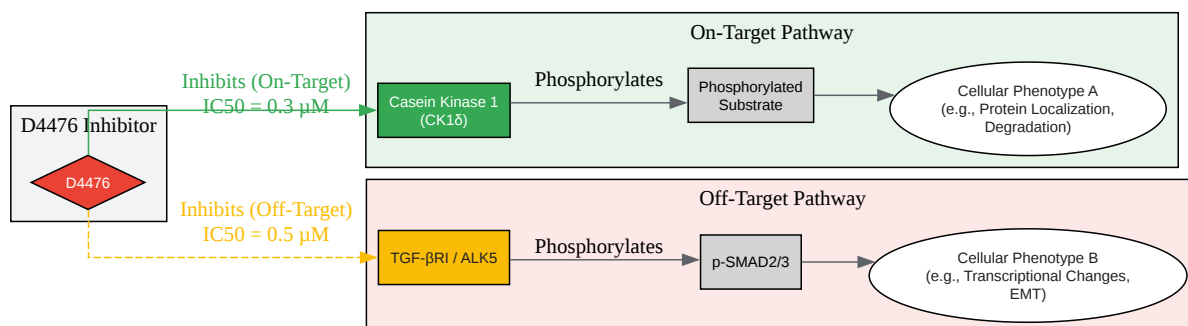 On-Target Pathway
Inhibits (On-Target)
IC50 = 0.3 µM
Casein Kinase 1
(CK1δ)
Phosphorylates
Phosphorylated
Substrate
Cellular Phenotype A
(e.g., Protein Localization,
Degradation)
D4476 Inhibitor
D4476
Off-Target Pathway
Inhibits (Off-Target)
IC50 = 0.5 µM
TGF-βRI / ALK5
Phosphorylates
p-SMAD2/3
Cellular Phenotype B
(e.g., Transcriptional Changes,
EMT)